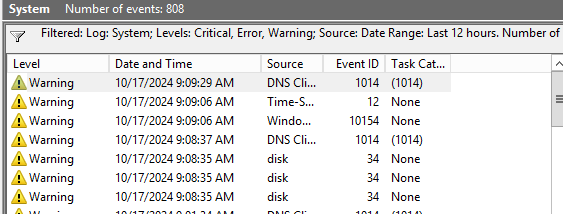 System Number of events: 808
Filtered: Log: System; Levels: Critical, Error, Warning; Source: Date Range: Last 12 hours. Number of
Level Date and Time Source Event ID Task Cat...
Warning 10/17/2024 9:09:29 AM DNS Cli... 1014 (1014)
Warning 10/17/2024 9:09:06 AM Time-S... 12 None
Warning 10/17/2024 9:09:06 AM Windo... 10154 None
Warning 10/17/2024 9:08:37 AM DNS Cli... 1014 (1014)
Warning 10/17/2024 9:08:35 AM disk 34 None
Warning 10/17/2024 9:08:35 AM disk 34 None
Warning 10/17/2024 9:08:35 AM disk 34 None
Warning DNS Cli... 1014 (1014)